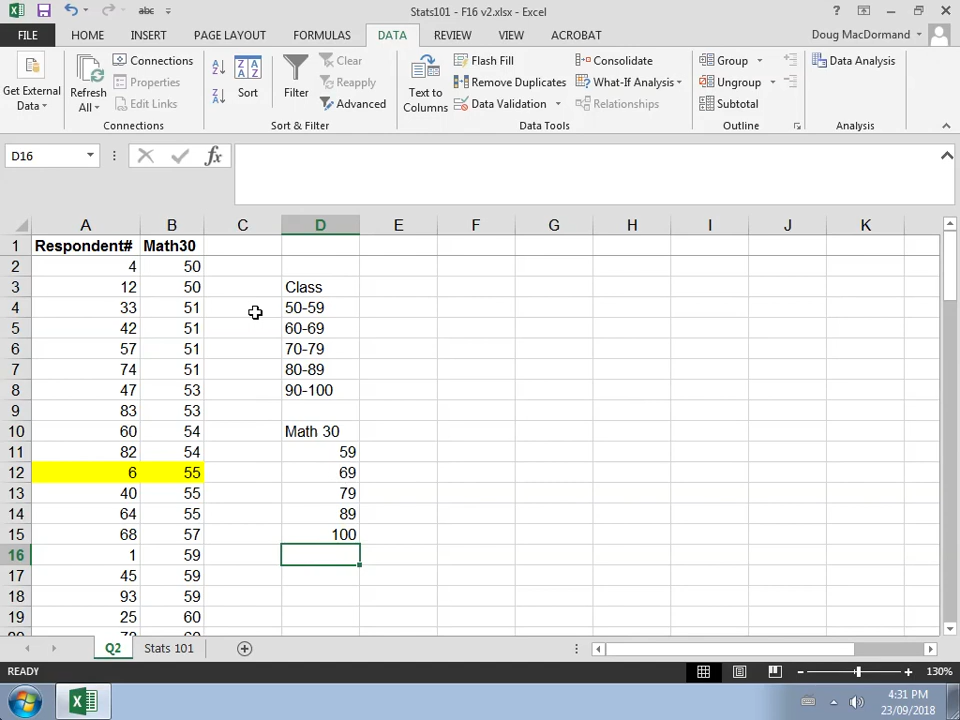 Stats101 - F16 v2.xlsx - Excel
FILE HOME INSERT PAGE LAYOUT FORMULAS DATA REVIEW VIEW ACROBAT Doug MacDormand
Get External Data
Refresh All
Connections
Properties
Edit Links
Connections
Sort
Filter
Clear
Reapply
Advanced
Sort & Filter
Text to Columns
Flash Fill
Remove Duplicates
Data Validation
Consolidate
What-If Analysis
Relationships
Data Tools
Group
Ungroup
Subtotal
Outline
Data Analysis
Analysis
D16 fx
A B C D E F G H I J K
1 Respondent# Math30
2 4 50
3 12 50 Class
4 33 51 50-59
5 42 51 60-69
6 57 51 70-79
7 74 51 80-89
8 47 53 90-100
9 83 53
10 60 54 Math 30
11 82 54 59
12 6 55 69
13 40 55 79
14 64 55 89
15 68 57 100
16 1 59
17 45 59
18 93 59
19 25 60
Q2 Stats 101
READY 130%
4:31 PM
23/09/2018